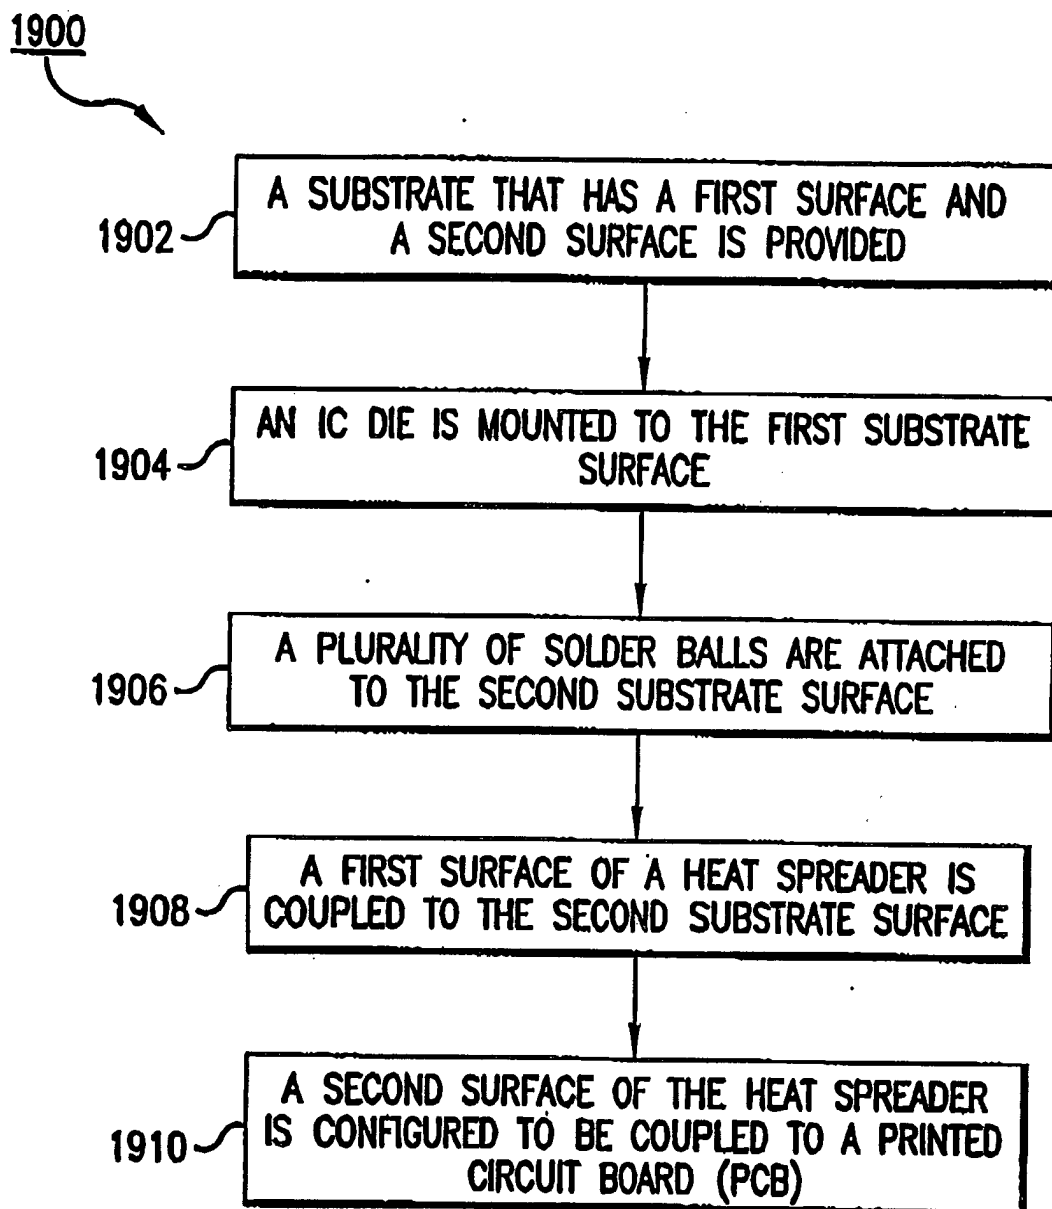 1900
A SUBSTRATE THAT HAS A FIRST SURFACE AND
A SECOND SURFACE IS PROVIDED
1902
AN IC DIE IS MOUNTED TO THE FIRST SUBSTRATE
SURFACE
1904
A PLURALITY OF SOLDER BALLS ARE ATTACHED
TO THE SECOND SUBSTRATE SURFACE
1906
A FIRST SURFACE OF A HEAT SPREADER IS
COUPLED TO THE SECOND SUBSTRATE SURFACE
1908
A SECOND SURFACE OF THE HEAT SPREADER
IS CONFIGURED TO BE COUPLED TO A PRINTED
CIRCUIT BOARD (PCB)
1910